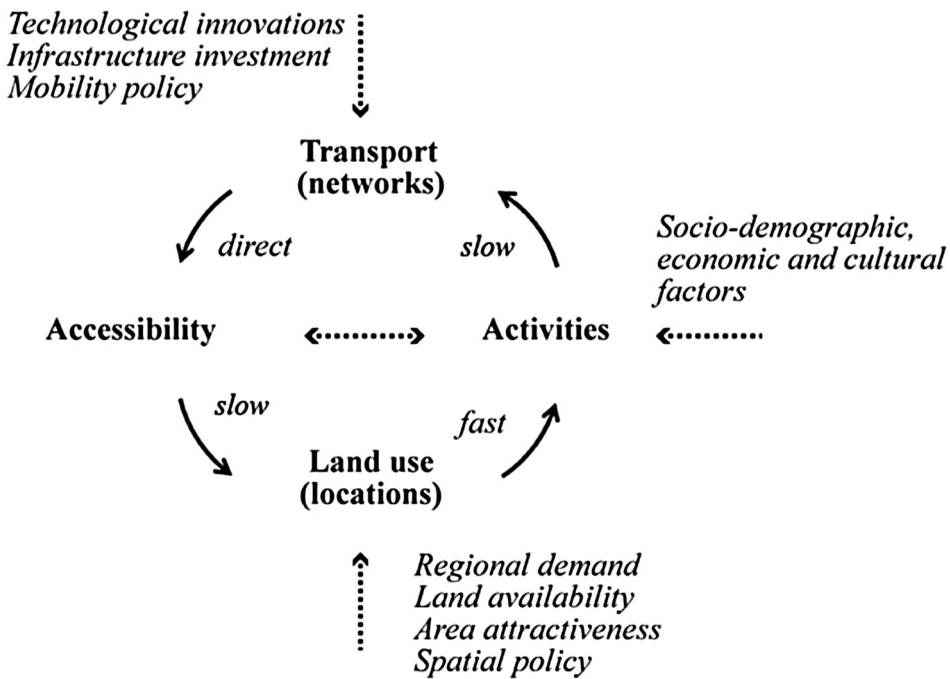 Technological innovations
Infrastructure investment
Mobility policy
Transport
(networks)
direct
slow
Socio-demographic,
economic and cultural
factors
Accessibility
Activities
slow
fast
Land use
(locations)
Regional demand
Land availability
Area attractiveness
Spatial policy